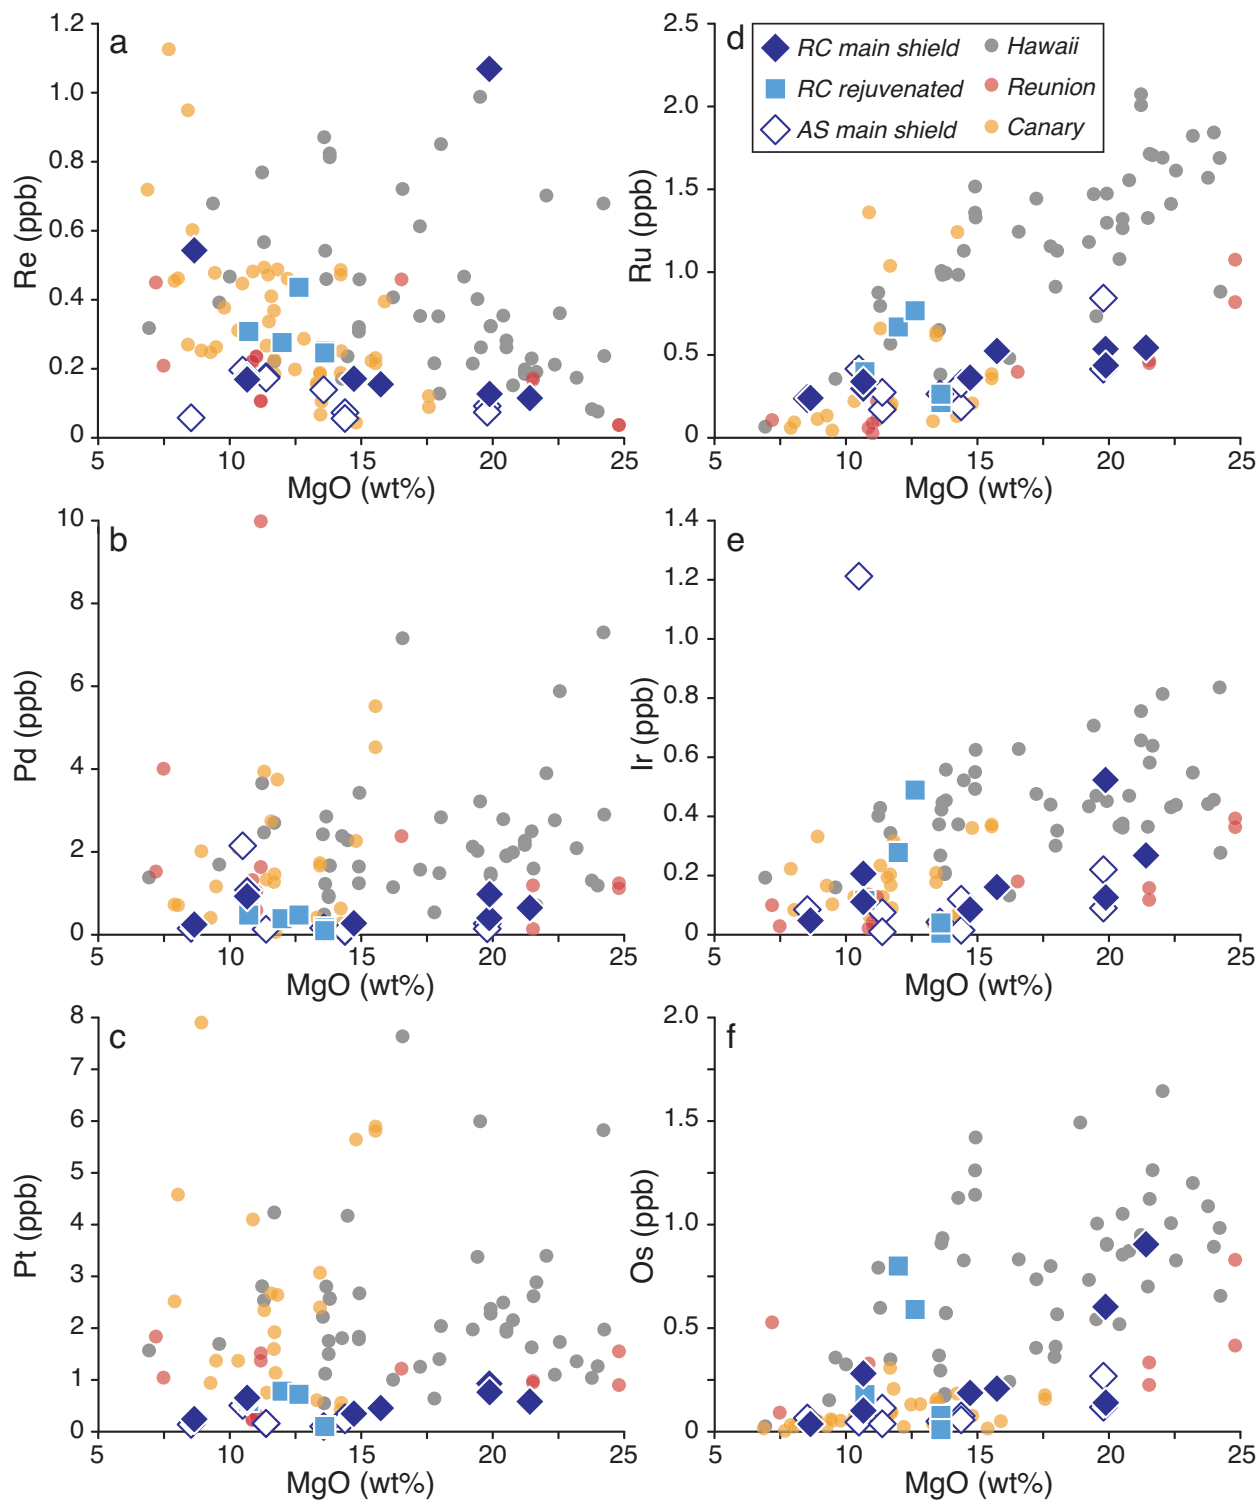 a
1.2
1.0
0.8
0.6
0.4
0.2
0
Re (ppb)
5 10 15 20 25
MgO (wt%)
d
2.5
2.0
1.5
1.0
0.5
0
Ru (ppb)
RC main shield Hawaii
RC rejuvenated Reunion
AS main shield Canary
5 10 15 20 25
MgO (wt%)
b
10
8
6
4
2
0
Pd (ppb)
5 10 15 20 25
MgO (wt%)
e
1.4
1.2
1.0
0.8
0.6
0.4
0.2
0
Ir (ppb)
5 10 15 20 25
MgO (wt%)
c
8
7
6
5
4
3
2
1
0
Pt (ppb)
5 10 15 20 25
MgO (wt%)
f
2.0
1.5
1.0
0.5
0
Os (ppb)
5 10 15 20 25
MgO (wt%)